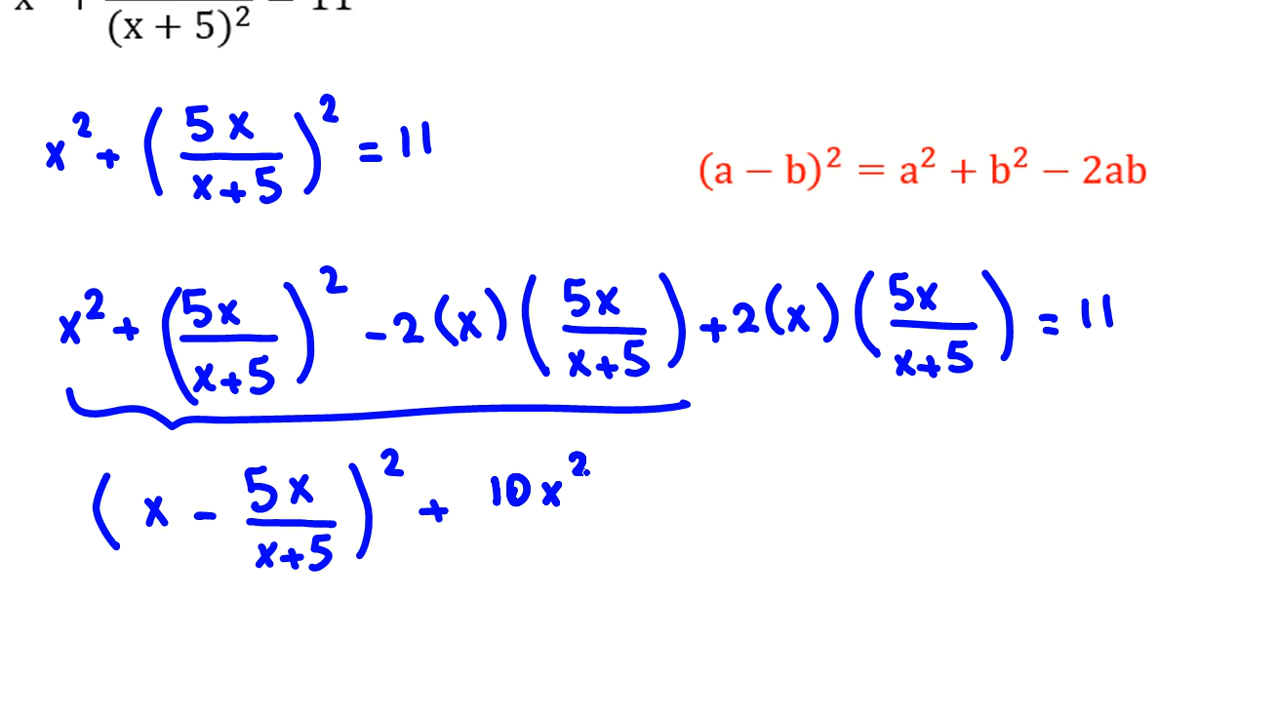 (x + 5)²
x² + (5x/(x+5))² = 11
(a − b)² = a² + b² − 2ab
x² + (5x/(x+5))² - 2(x)(5x/(x+5)) + 2(x)(5x/(x+5)) = 11
(x - 5x/(x+5))² + 10x²